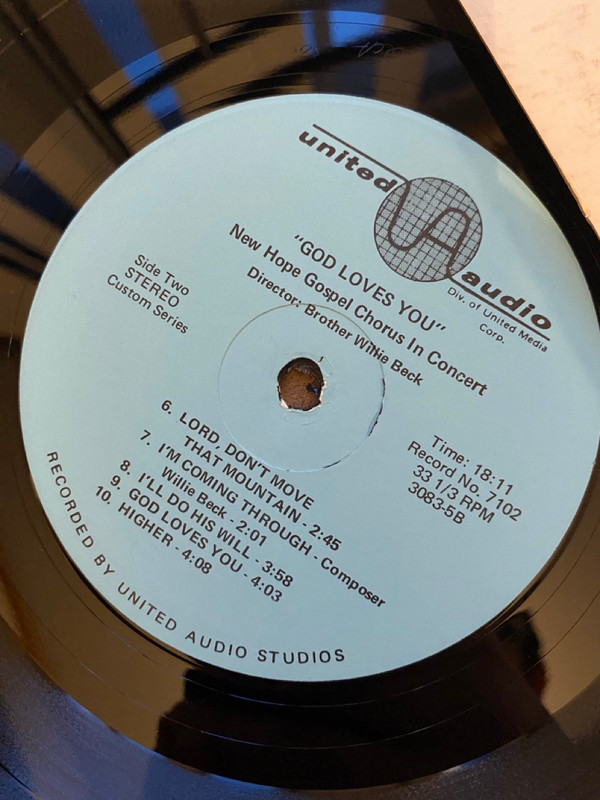 united
UA
audio
Div. of United Media
Corp.
"GOD LOVES YOU"
New Hope Gospel Chorus In Concert
Director: Brother Willie Beck
Side Two
STEREO
Custom Series
Time: 18:11
Record No. 7102
33 1/3 RPM
3083-5B
6. LORD, DON'T MOVE
THAT MOUNTAIN - 2:45
7. I'M COMING THROUGH - Composer
Willie Beck - 2:01
8. I'LL DO HIS WILL - 3:58
9. GOD LOVES YOU - 4:03
10. HIGHER - 4:08
RECORDED BY UNITED AUDIO STUDIOS